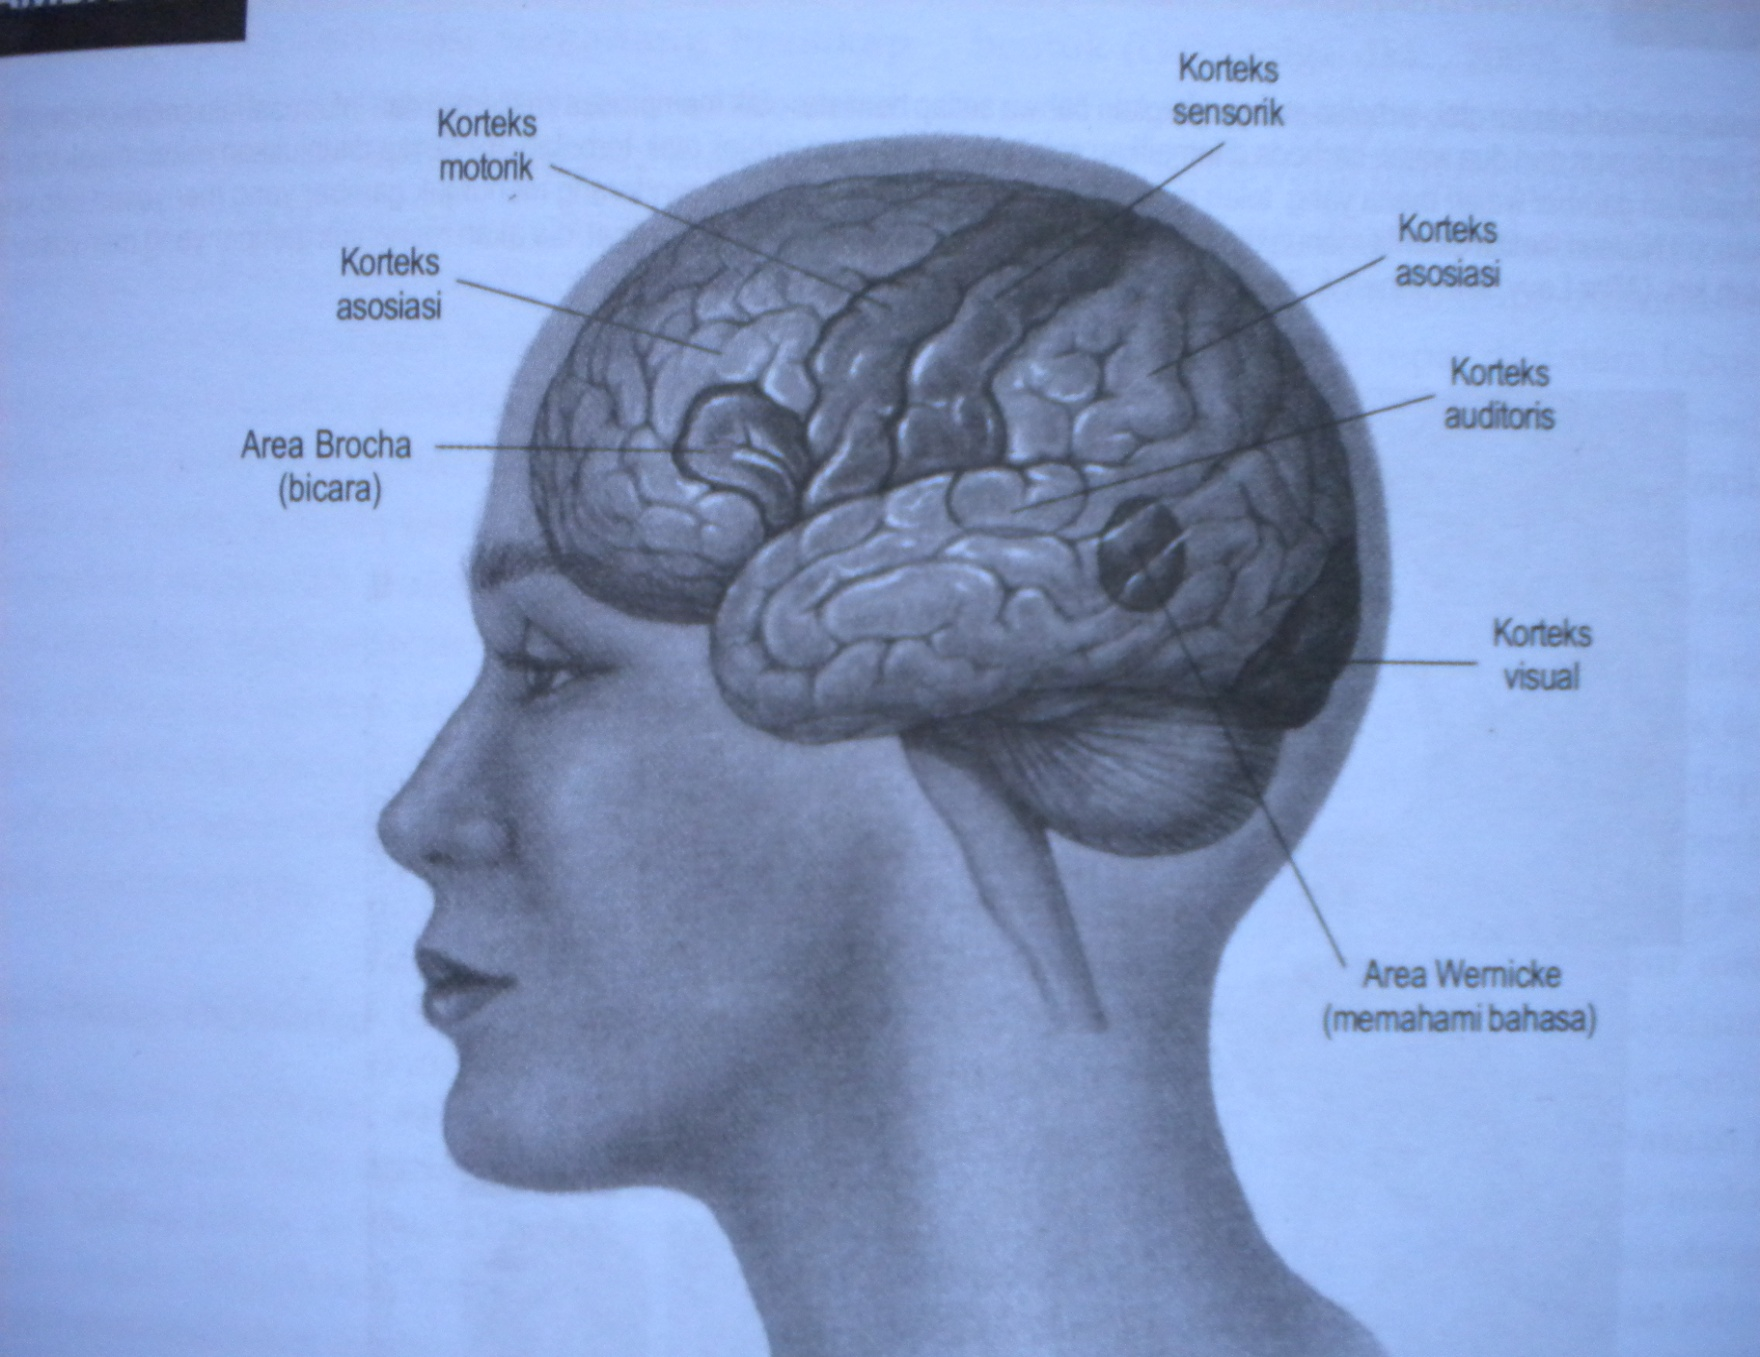 Korteks
sensorik
Korteks
motorik
Korteks
asosiasi
Korteks
asosiasi
Korteks
auditoris
Area Brocha
(bicara)
Korteks
visual
Area Wernicke
(memahami bahasa)